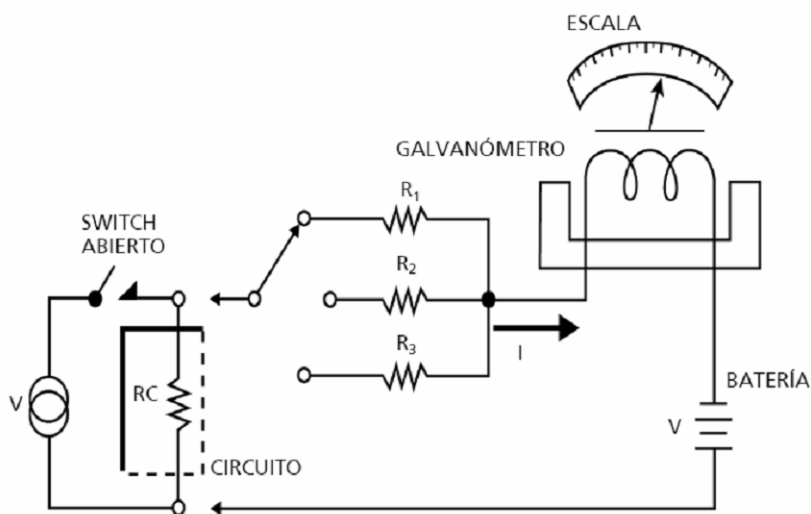 ESCALA
GALVANÓMETRO
R1
SWITCH
ABIERTO
R2
I
R3
V
RC
CIRCUITO
BATERÍA
V